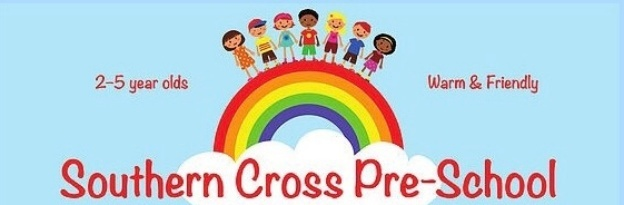 2-5 year olds
Warm & Friendly
Southern Cross Pre-School